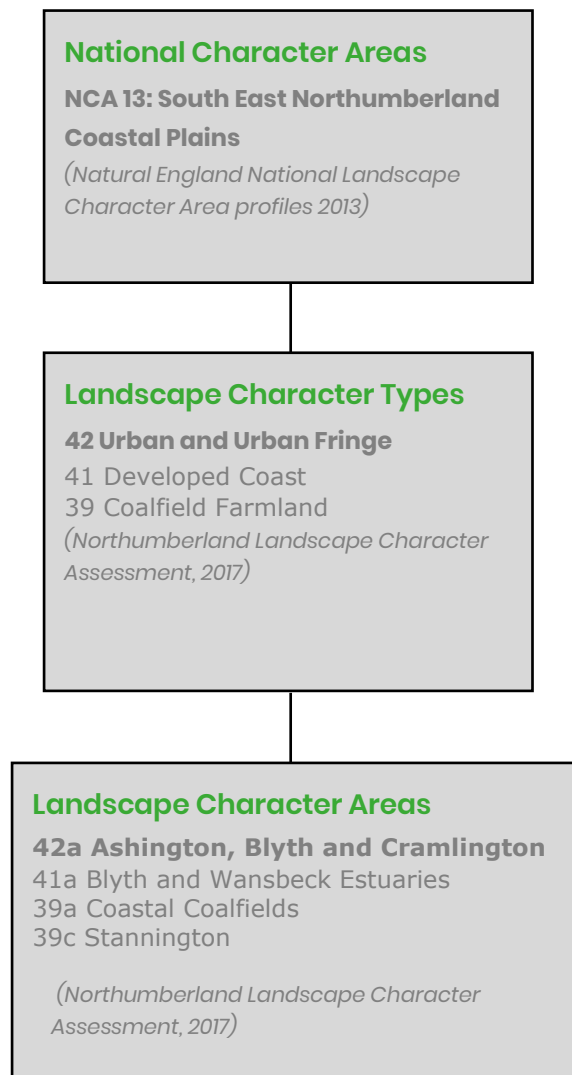 National Character Areas
NCA 13: South East Northumberland
Coastal Plains
(Natural England National Landscape
Character Area profiles 2013)
Landscape Character Types
42 Urban and Urban Fringe
41 Developed Coast
39 Coalfield Farmland
(Northumberland Landscape Character
Assessment, 2017)
Landscape Character Areas
42a Ashington, Blyth and Cramlington
41a Blyth and Wansbeck Estuaries
39a Coastal Coalfields
39c Stannington
(Northumberland Landscape Character
Assessment, 2017)